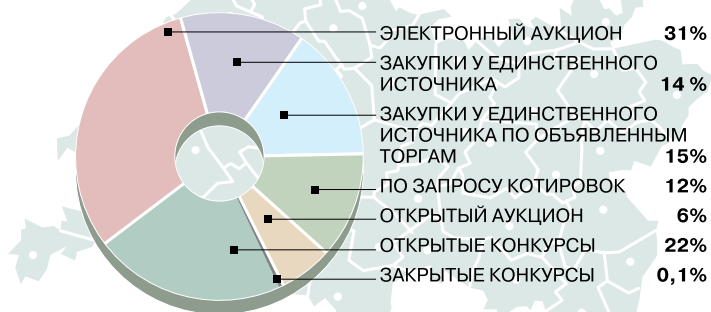 ЭЛЕКТРОННЫЙ АУКЦИОН 31%
ЗАКУПКИ У ЕДИНСТВЕННОГО
ИСТОЧНИКА 14 %
ЗАКУПКИ У ЕДИНСТВЕННОГО
ИСТОЧНИКА ПО ОБЪЯВЛЕННЫМ
ТОРГАМ 15%
ПО ЗАПРОСУ КОТИРОВОК 12%
ОТКРЫТЫЙ АУКЦИОН 6%
ОТКРЫТЫЕ КОНКУРСЫ 22%
ЗАКРЫТЫЕ КОНКУРСЫ 0,1%